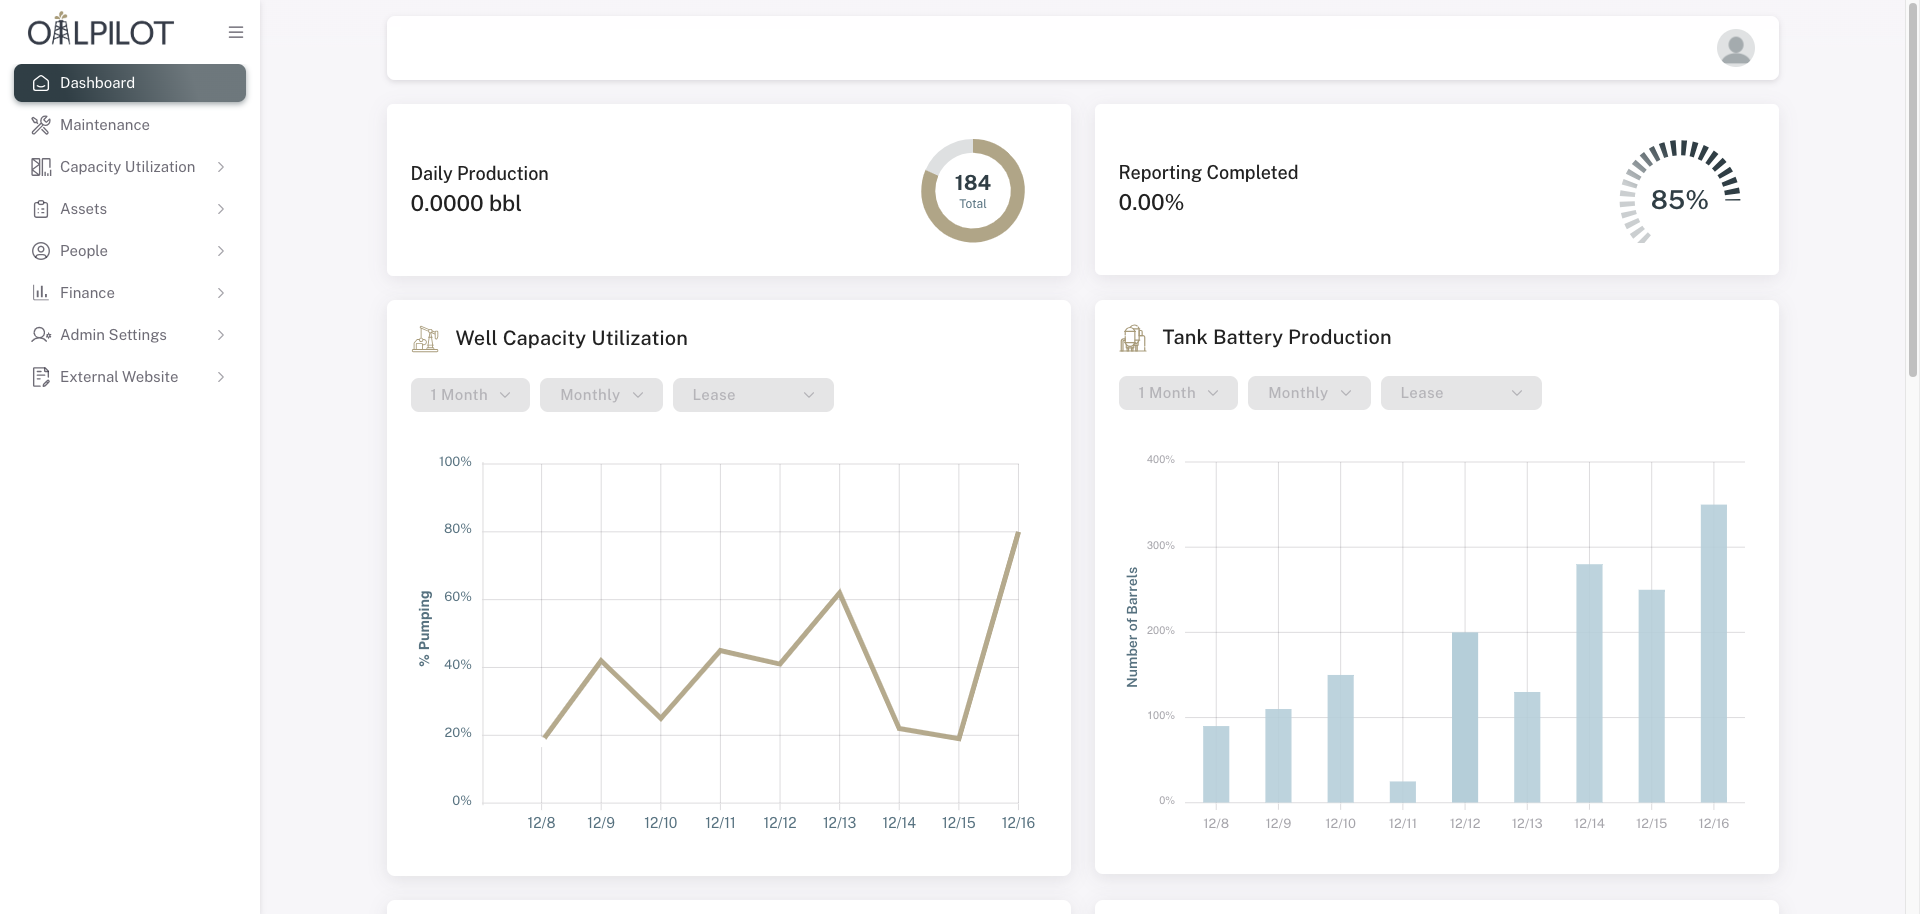 OILPILOT
Dashboard
Maintenance
Capacity Utilization
Assets
People
Finance
Admin Settings
External Website
Daily Production
0.0000 bbl
184
Total
Reporting Completed
0.00%
85%
Well Capacity Utilization
1 Month
Monthly
Lease
100%
80%
60%
40%
20%
0%
% Pumping
12/8 12/9 12/10 12/11 12/12 12/13 12/14 12/15 12/16
Tank Battery Production
1 Month
Monthly
Lease
400%
300%
200%
100%
0%
Number of Barrels
12/8 12/9 12/10 12/11 12/12 12/13 12/14 12/15 12/16